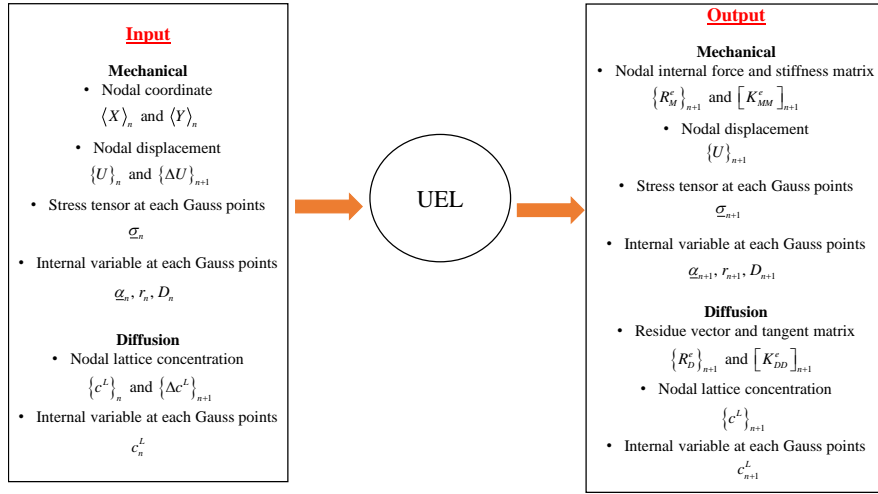 Input
Mechanical
• Nodal coordinate
⟨X⟩ₙ and ⟨Y⟩ₙ
• Nodal displacement
{U}ₙ and {ΔU}ₙ₊₁
• Stress tensor at each Gauss points
σ̲ₙ
• Internal variable at each Gauss points
α̲ₙ, rₙ, Dₙ
Diffusion
• Nodal lattice concentration
{c^L}ₙ and {Δc^L}ₙ₊₁
• Internal variable at each Gauss points
c^L_n
UEL
Output
Mechanical
• Nodal internal force and stiffness matrix
{R^e_M}ₙ₊₁ and [K^e_MM]ₙ₊₁
• Nodal displacement
{U}ₙ₊₁
• Stress tensor at each Gauss points
σ̲ₙ₊₁
• Internal variable at each Gauss points
α̲ₙ₊₁, rₙ₊₁, Dₙ₊₁
Diffusion
• Residue vector and tangent matrix
{R^e_D}ₙ₊₁ and [K^e_DD]ₙ₊₁
• Nodal lattice concentration
{c^L}ₙ₊₁
• Internal variable at each Gauss points
c^L_n+1